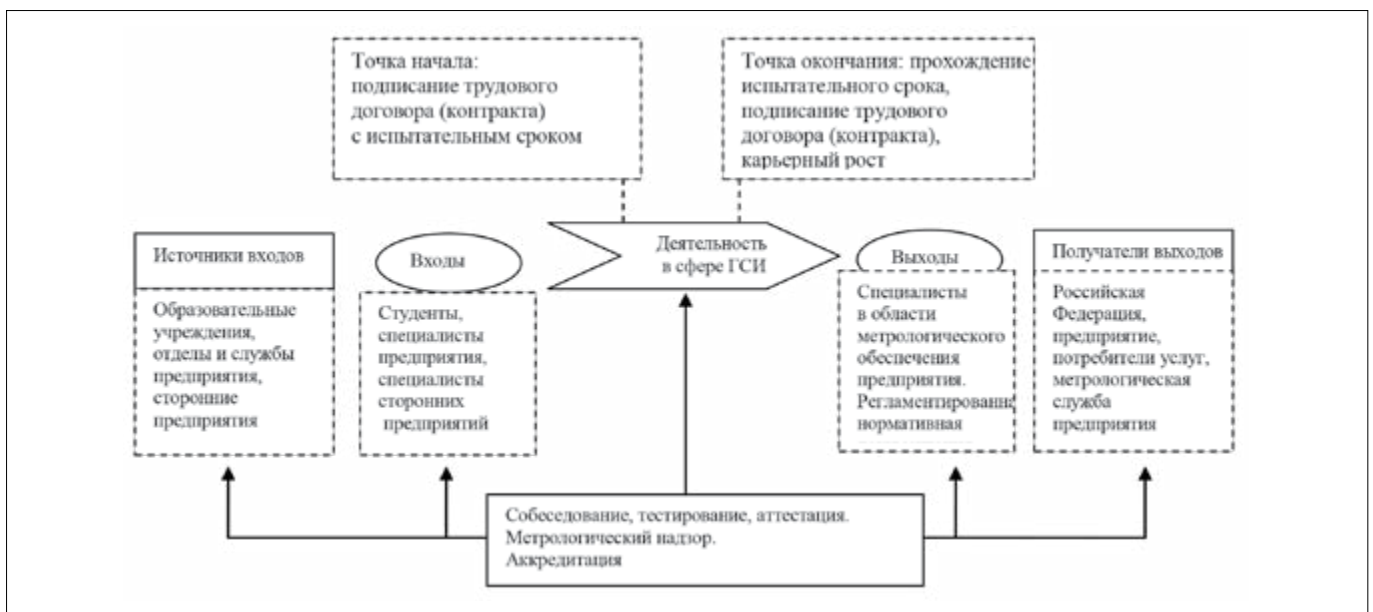 Точка начала:
подписание трудового
договора (контракта)
с испытательным сроком
Точка окончания: прохождение
испытательного срока,
подписание трудового
договора (контракта),
карьерный рост
Источники входов
Образовательные
учреждения,
отделы и службы
предприятия,
сторонние
предприятия
Входы
Студенты,
специалисты
предприятия,
специалисты
сторонних
предприятий
Деятельность
в сфере ГСИ
Выходы
Специалисты
в области
метрологического
обеспечения
предприятия.
Регламентированна
нормативная
Получатели выходов
Российская
Федерация,
предприятие,
потребители услуг,
метрологическая
служба
предприятия
Собеседование, тестирование, аттестация.
Метрологический надзор.
Аккредитация